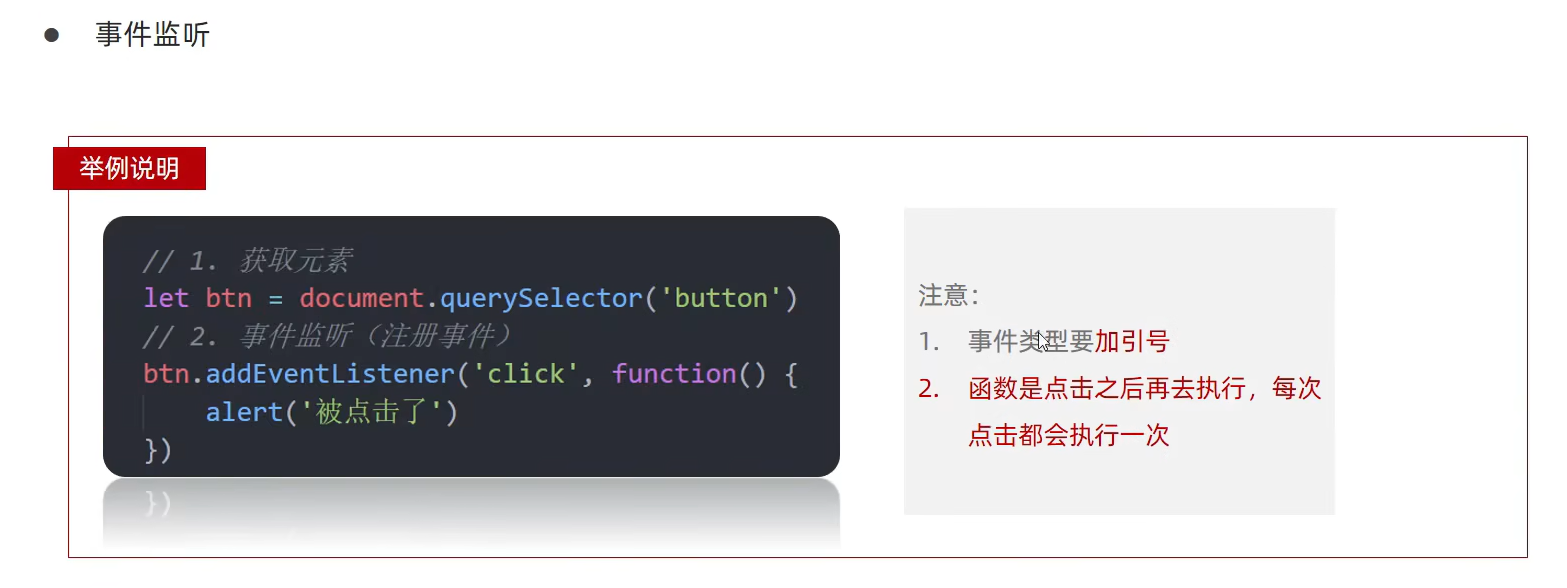 ● 事件监听
举例说明
// 1. 获取元素
let btn = document.querySelector('button')
// 2. 事件监听（注册事件）
btn.addEventListener('click', function() {
    alert('被点击了')
})
注意：
1. 事件类型要加引号
2. 函数是点击之后再去执行，每次
点击都会执行一次